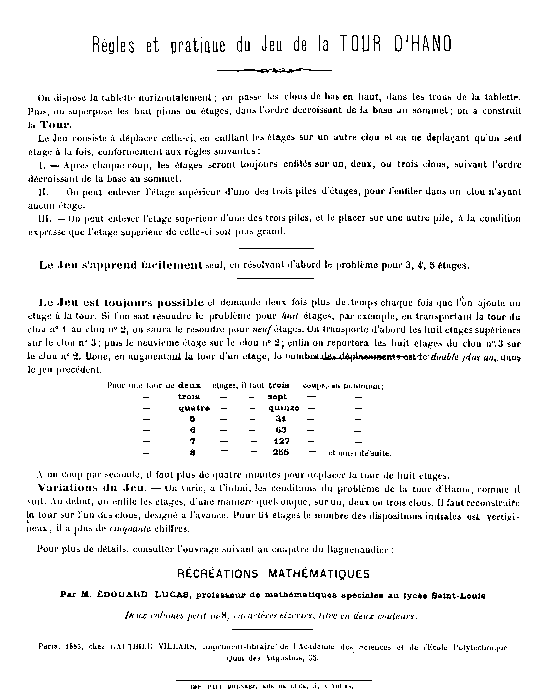 Règles et pratique du Jeu de la TOUR D'HANO
On dispose la tablette horizontalement ; on passe les clous de bas en haut, dans les trous de la tablette.
Puis, on superpose les huit pions ou étages, dans l'ordre décroissant de la base au sommet ; on a construit
la Tour.
Le Jeu consiste à déplacer celle-ci, en enfilant les étages sur un autre clou et en ne deplaçant qu'un seul
étage à la fois, conformément aux règles suivantes :
I. — Après chaque coup, les étages seront toujours enfilés sur un, deux, ou trois clous, suivant l'ordre
décroissant de la base au sommet.
II. — On peut enlever l'étage supérieur d'une des trois piles d'étages, pour l'enfiler dans un clou n'ayant
aucun étage.
III. — On peut enlever l'étage supérieur d'une des trois piles, et le placer sur une autre pile, à la condition
expresse que l'étage supérieur de celle-ci soit plus grand.
Le Jeu s'apprend facilement seul, en résolvant d'abord le problème pour 3, 4, 5 étages.
Le Jeu est toujours possible et demande deux fois plus de temps chaque fois que l'on ajoute un
étage à la tour. Si l'on sait résoudre le problème pour huit étages, par exemple, en transportant la tour du
clou n° 1 au clou n° 2, on saura le résoudre pour neuf étages. On transporte d'abord les huit étages supérieurs
sur le clou n° 3 ; puis le neuvième étage sur le clou n° 2 ; enfin on reportera les huit étages du clou n° 3 sur
le clou n° 2. Donc, en augmentant la tour d'un étage, le nombre des déplacements est le double plus un, dans
le jeu précédent.
Pour une tour de deux étages, il faut trois coups, au minimum ;
— trois — — sept — —
— quatre — — quinze — —
— 5 — — 31 — —
— 6 — — 63 — —
— 7 — — 127 — —
— 8 — — 255 — et ainsi de suite.
A un coup par seconde, il faut plus de quatre minutes pour déplacer la tour de huit étages.
Variations du Jeu. — On varie, à l'infini, les conditions du problème de la tour d'Hanoï, comme il
suit. Au début, on enfile les étages, d'une manière quelconque, sur un, deux ou trois clous. Il faut reconstruire
la tour sur l'un des clous, désigné à l'avance. Pour 64 étages le nombre des dispositions initiales est vertigi-
neux, il a plus de cinquante chiffres.
Pour plus de détails, consulter l'ouvrage suivant au chapitre du Baguenaudier :
RÉCRÉATIONS MATHÉMATIQUES
Par M. ÉDOUARD LUCAS, professeur de mathématiques spéciales au lycée Saint-Louis
Deux volumes petit in-8, caractères elzévirs, titre en deux couleurs.
Paris, 1883, chez GAUTHIER VILLARS, imprimeur-libraire de l'Académie des Sciences et de l'École Polytechnique
Quai des Augustins, 55.